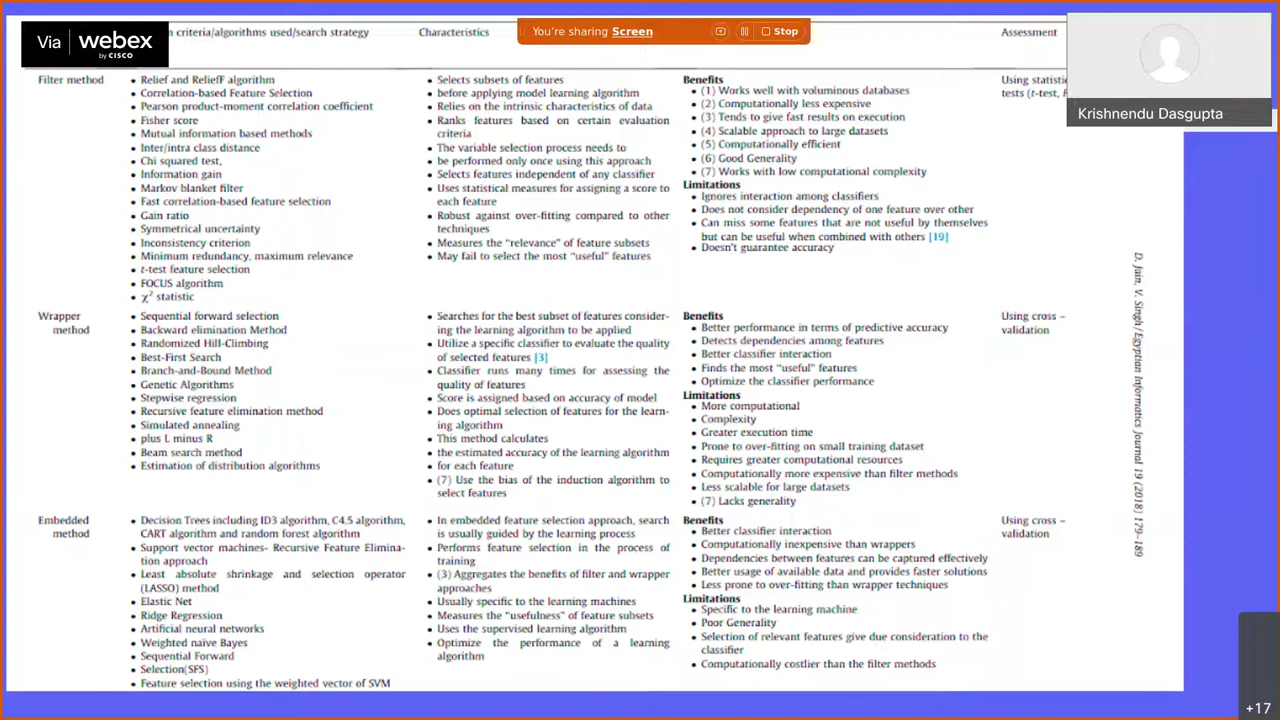 Via webex
by CISCO
criteria/algorithms used/search strategy
Characteristics
You're sharing Screen
Stop
Assessment
Krishnendu Dasgupta
Filter method
• Relief and ReliefF algorithm
• Correlation-based Feature Selection
• Pearson product-moment correlation coefficient
• Fisher score
• Mutual information based methods
• Inter/intra class distance
• Chi squared test,
• Information gain
• Markov blanket filter
• Fast correlation-based feature selection
• Gain ratio
• Symmetrical uncertainty
• Inconsistency criterion
• Minimum redundancy, maximum relevance
• t-test feature selection
• FOCUS algorithm
• χ² statistic
• Selects subsets of features
• before applying model learning algorithm
• Relies on the intrinsic characteristics of data
• Ranks features based on certain evaluation
criteria
• The variable selection process needs to
• be performed only once using this approach
• Selects features independent of any classifier
• Uses statistical measures for assigning a score to
each feature
• Robust against over-fitting compared to other
techniques
• Measures the “relevance” of feature subsets
• May fail to select the most “useful” features
Benefits
• (1) Works well with voluminous databases
• (2) Computationally less expensive
• (3) Tends to give fast results on execution
• (4) Scalable approach to large datasets
• (5) Computationally efficient
• (6) Good Generality
• (7) Works with low computational complexity
Limitations
• Ignores interaction among classifiers
• Does not consider dependency of one feature over other
• Can miss some features that are not useful by themselves
but can be useful when combined with others [19]
• Doesn't guarantee accuracy
Using
tests (t-test,
Wrapper
method
• Sequential forward selection
• Backward elimination Method
• Randomized Hill-Climbing
• Best-First Search
• Branch-and-Bound Method
• Genetic Algorithms
• Stepwise regression
• Recursive feature elimination method
• Simulated annealing
• plus L minus R
• Beam search method
• Estimation of distribution algorithms
• Searches for the best subset of features consider-
ing the learning algorithm to be applied
• Utilize a specific classifier to evaluate the quality
of selected features [3]
• Classifier runs many times for assessing the
quality of features
• Score is assigned based on accuracy of model
• Does optimal selection of features for the learn-
ing algorithm
• This method calculates
• the estimated accuracy of the learning algorithm
• for each feature
• (7) Use the bias of the induction algorithm to
select features
Benefits
• Better performance in terms of predictive accuracy
• Detects dependencies among features
• Better classifier interaction
• Finds the most “useful” features
• Optimize the classifier performance
Limitations
• More computational
• Complexity
• Greater execution time
• Prone to over-fitting on small training dataset
• Requires greater computational resources
• Computationally more expensive than filter methods
• Less scalable for large datasets
• (7) Lacks generality
Using cross –
validation
Embedded
method
• Decision Trees including ID3 algorithm, C4.5 algorithm,
CART algorithm and random forest algorithm
• Support vector machines- Recursive Feature Elimina-
tion approach
• Least absolute shrinkage and selection operator
(LASSO) method
• Elastic Net
• Ridge Regression
• Artificial neural networks
• Weighted naïve Bayes
• Sequential Forward
• Selection(SFS)
• Feature selection using the weighted vector of SVM
• In embedded feature selection approach, search
is usually guided by the learning process
• Performs feature selection in the process of
training
• (3) Aggregates the benefits of filter and wrapper
approaches
• Usually specific to the learning machines
• Measures the “usefulness” of feature subsets
• Uses the supervised learning algorithm
• Optimize the performance of a learning
algorithm
Benefits
• Better classifier interaction
• Computationally inexpensive than wrappers
• Dependencies between features can be captured effectively
• Better usage of available data and provides faster solutions
• Less prone to over-fitting than wrapper techniques
Limitations
• Specific to the learning machine
• Poor Generality
• Selection of relevant features give due consideration to the
classifier
• Computationally costlier than the filter methods
Using cross –
validation
D. Jain, V. Singh / Egyptian Informatics Journal 19 (2018) 179–189
+17